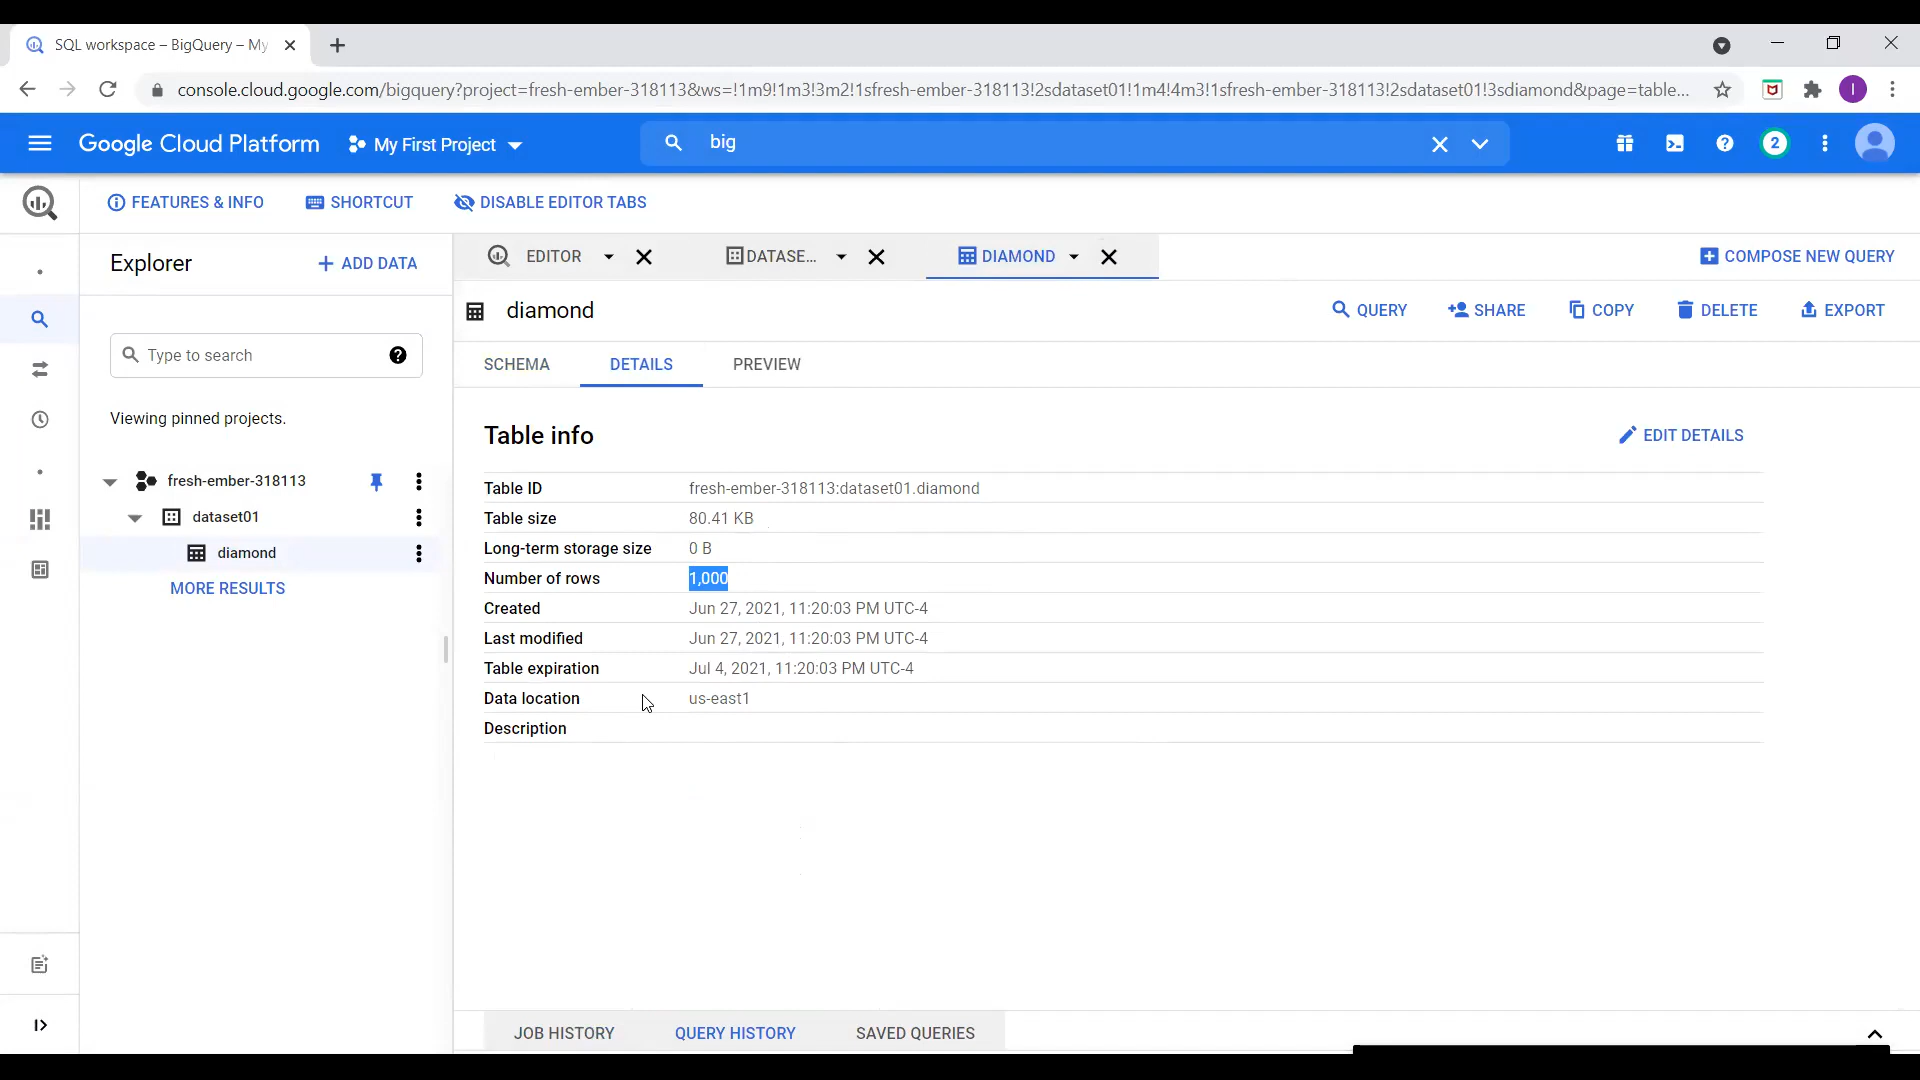 SQL workspace – BigQuery – My
console.cloud.google.com/bigquery?project=fresh-ember-318113&ws=!1m9!1m3!3m2!1sfresh-ember-318113!2sdataset01!1m4!4m3!1sfresh-ember-318113!2sdataset01!3sdiamond&page=table...
I
Google Cloud Platform
My First Project
big
2
FEATURES & INFO
SHORTCUT
DISABLE EDITOR TABS
Explorer
ADD DATA
EDITOR
DATASE...
DIAMOND
COMPOSE NEW QUERY
diamond
QUERY
SHARE
COPY
DELETE
EXPORT
Type to search
SCHEMA
DETAILS
PREVIEW
Viewing pinned projects.
Table info
EDIT DETAILS
fresh-ember-318113
dataset01
diamond
MORE RESULTS
Table ID fresh-ember-318113:dataset01.diamond
Table size 80.41 KB
Long-term storage size 0 B
Number of rows 1,000
Created Jun 27, 2021, 11:20:03 PM UTC-4
Last modified Jun 27, 2021, 11:20:03 PM UTC-4
Table expiration Jul 4, 2021, 11:20:03 PM UTC-4
Data location us-east1
Description
JOB HISTORY
QUERY HISTORY
SAVED QUERIES